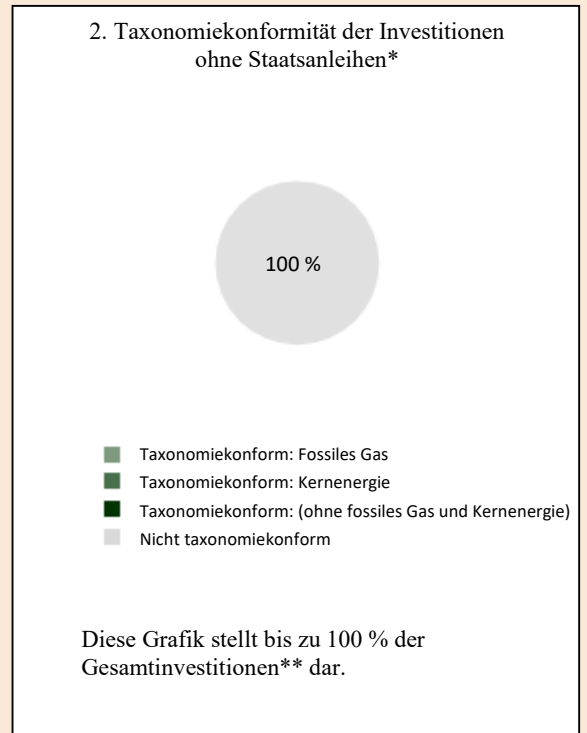 2. Taxonomiekonformität der Investitionen
ohne Staatsanleihen*
100 %
Taxonomiekonform: Fossiles Gas
Taxonomiekonform: Kernenergie
Taxonomiekonform: (ohne fossiles Gas und Kernenergie)
Nicht taxonomiekonform
Diese Grafik stellt bis zu 100 % der
Gesamtinvestitionen** dar.